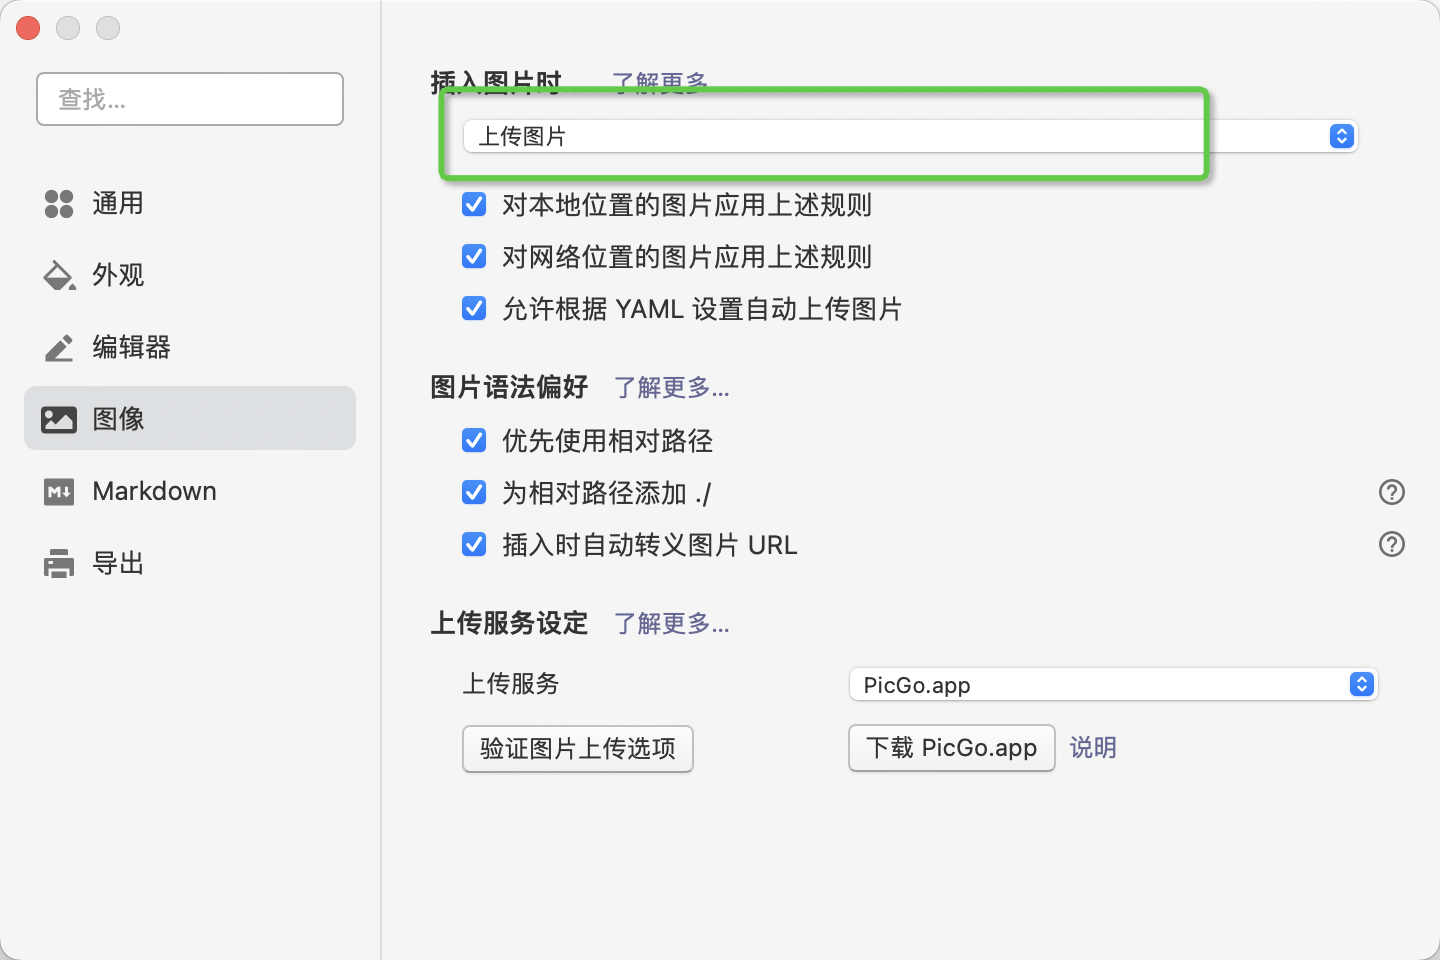 查找...
通用
外观
编辑器
图像
Markdown
导出
插入图片时... 了解更多
上传图片
对本地位置的图片应用上述规则
对网络位置的图片应用上述规则
允许根据 YAML 设置自动上传图片
图片语法偏好 了解更多...
优先使用相对路径
为相对路径添加 ./
插入时自动转义图片 URL
上传服务设定 了解更多...
上传服务 PicGo.app
验证图片上传选项 下载 PicGo.app 说明